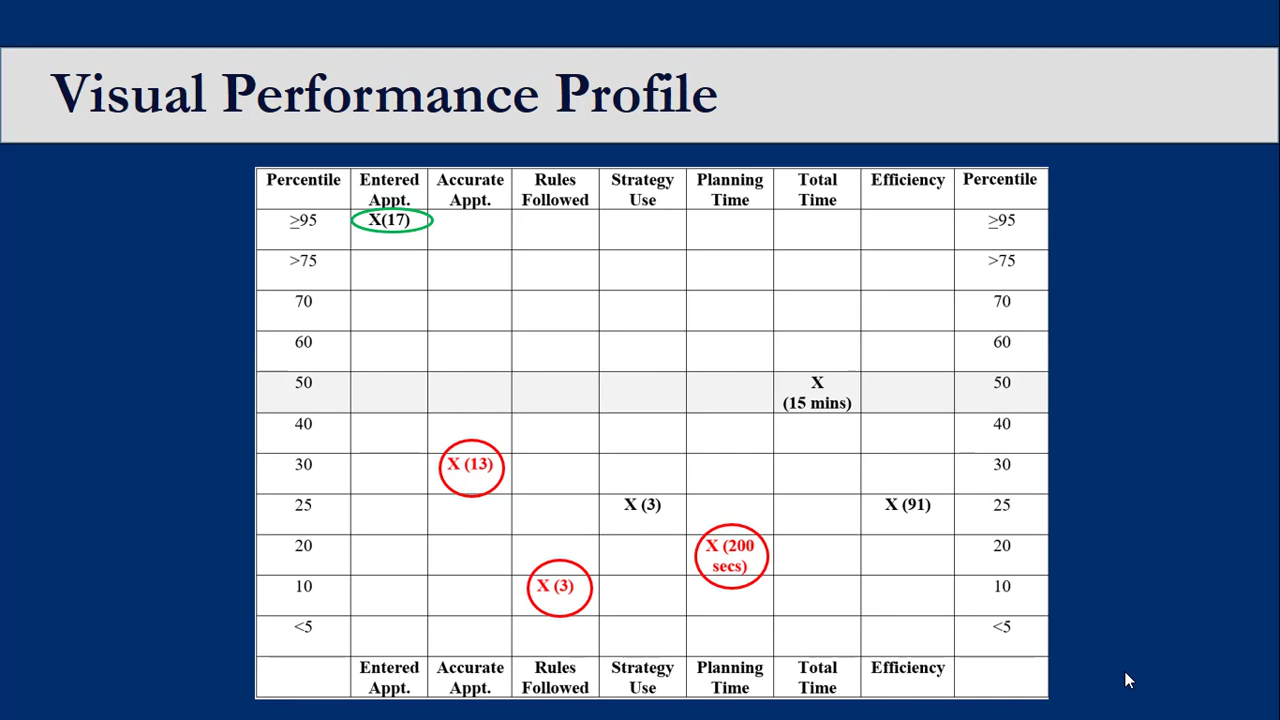 Visual Performance Profile
Percentile Entered Appt. Accurate Appt. Rules Followed Strategy Use Planning Time Total Time Efficiency Percentile
≥95 X(17) ≥95
>75 >75
70 70
60 60
50 X (15 mins) 50
40 40
30 X (13) 30
25 X (3) X (91) 25
20 X (200 secs) 20
10 X (3) 10
<5 <5
Entered Appt. Accurate Appt. Rules Followed Strategy Use Planning Time Total Time Efficiency